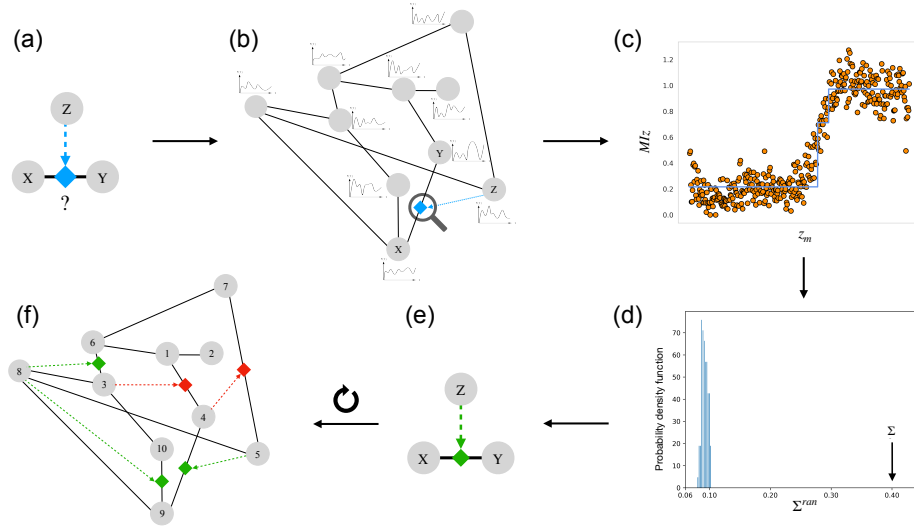 (a)
Z
X
Y
?
(b)
Y
Z
X
(c)
MIz
1.2
1.0
0.8
0.6
0.4
0.2
0.0
z_m
(f)
7
6
1
2
8
3
4
10
5
9
(e)
Z
X
Y
(d)
Probability density function
70
60
50
40
30
20
10
0
0.06
0.10
0.20
0.30
0.40
Σ
Σ^ran